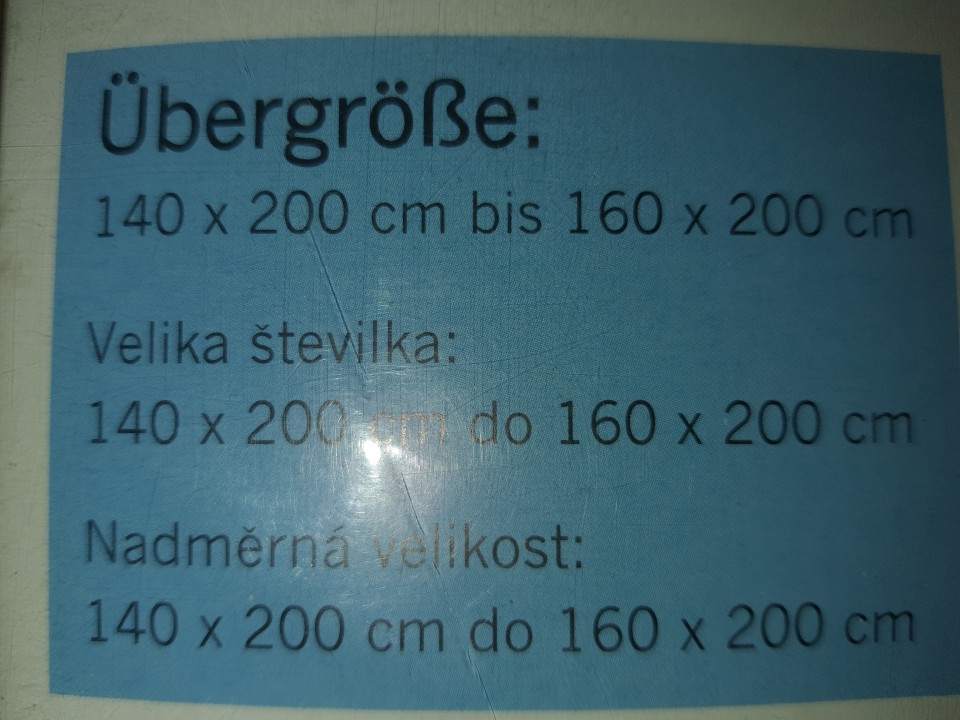 Übergröße:
140 x 200 cm bis 160 x 200 cm
Velika številka:
140 x 200 cm do 160 x 200 cm
Nadměrná velikost:
140 x 200 cm do 160 x 200 cm